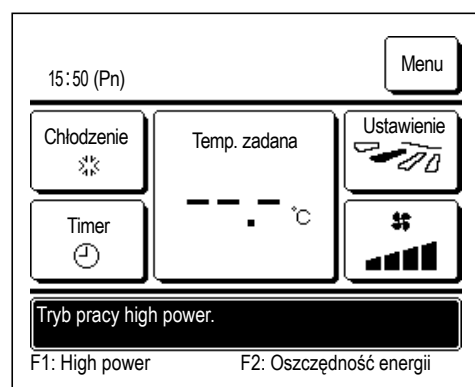 15:50 (Pn)
Menu
Chłodzenie
Temp. zadana
Ustawienie
--.-°C
Timer
Tryb pracy high power.
F1: High power
F2: Oszczędność energii